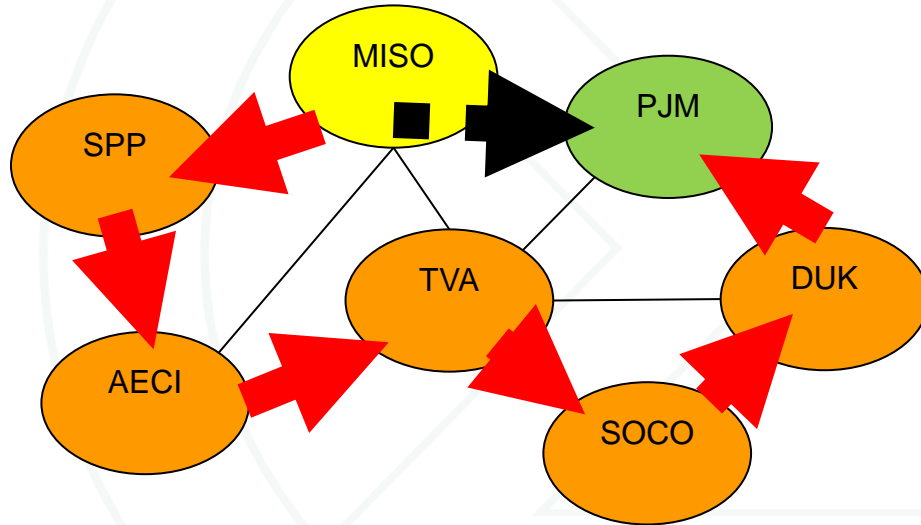 MISO
PJM
SPP
TVA
DUK
AECI
SOCO